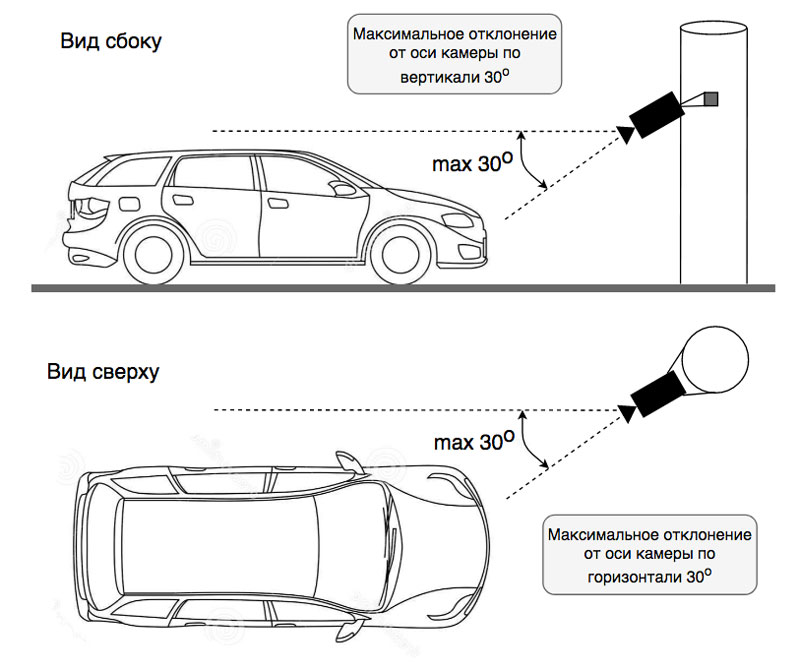 Вид сбоку
Максимальное отклонение
от оси камеры по
вертикали 30°
max 30°
Вид сверху
max 30°
Максимальное отклонение
от оси камеры по
горизонтали 30°